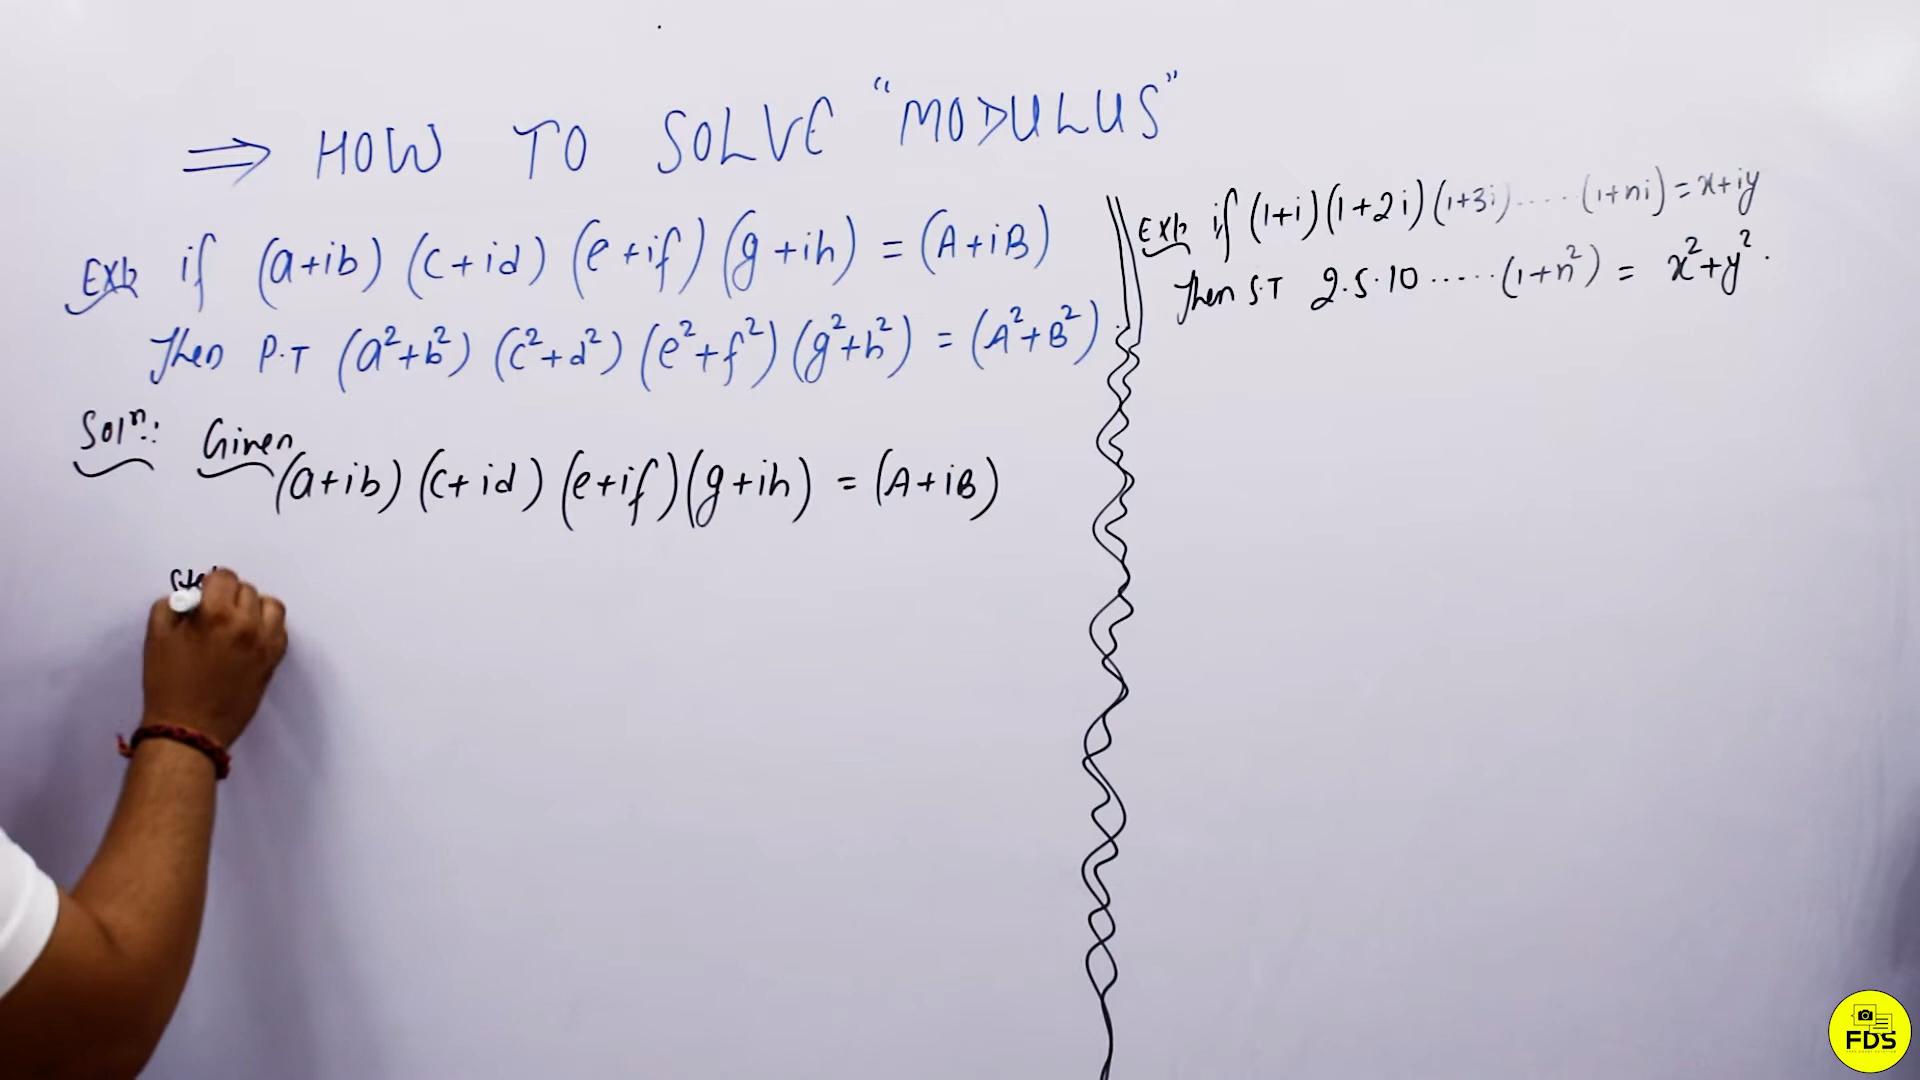 ⇒ HOW TO SOLVE "MODULUS"
EX1: if (a+ib) (c+id) (e+if) (g+ih) = (A+iB)
Then P.T (a²+b²) (c²+d²) (e²+f²) (g²+h²) = (A²+B²)
Solⁿ.: Given
(a+ib) (c+id) (e+if) (g+ih) = (A+iB)
if (1+i) (1+2i) (1+3i) ..... (1+ni) = x+iy
Then S.T 2.5.10 ..... (1+n²) = x²+y².
FDS